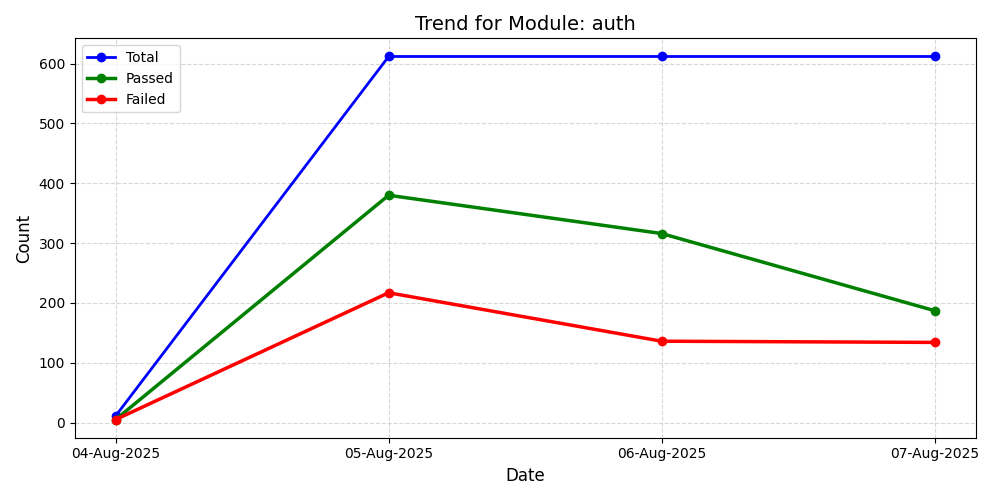 Trend for Module: auth
Total
Passed
Failed
600
500
400
300
200
100
0
Count
04-Aug-2025
05-Aug-2025
06-Aug-2025
07-Aug-2025
Date